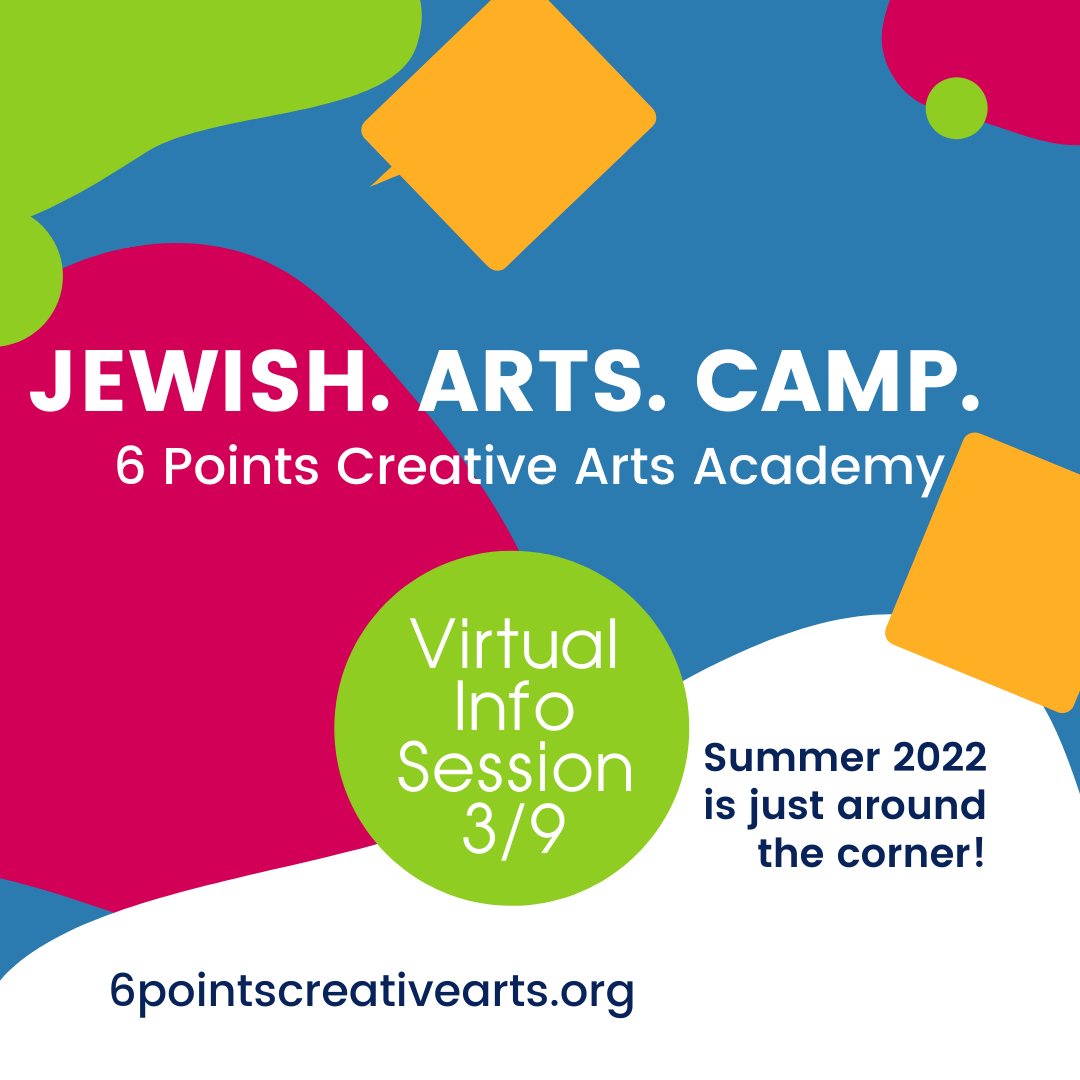 JEWISH. ARTS. CAMP.
6 Points Creative Arts Academy
Virtual
Info
Session
3/9
Summer 2022
is just around
the corner!
6pointscreativearts.org